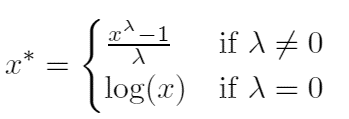 x* = { (x^λ − 1)/λ if λ ≠ 0
log(x) if λ = 0